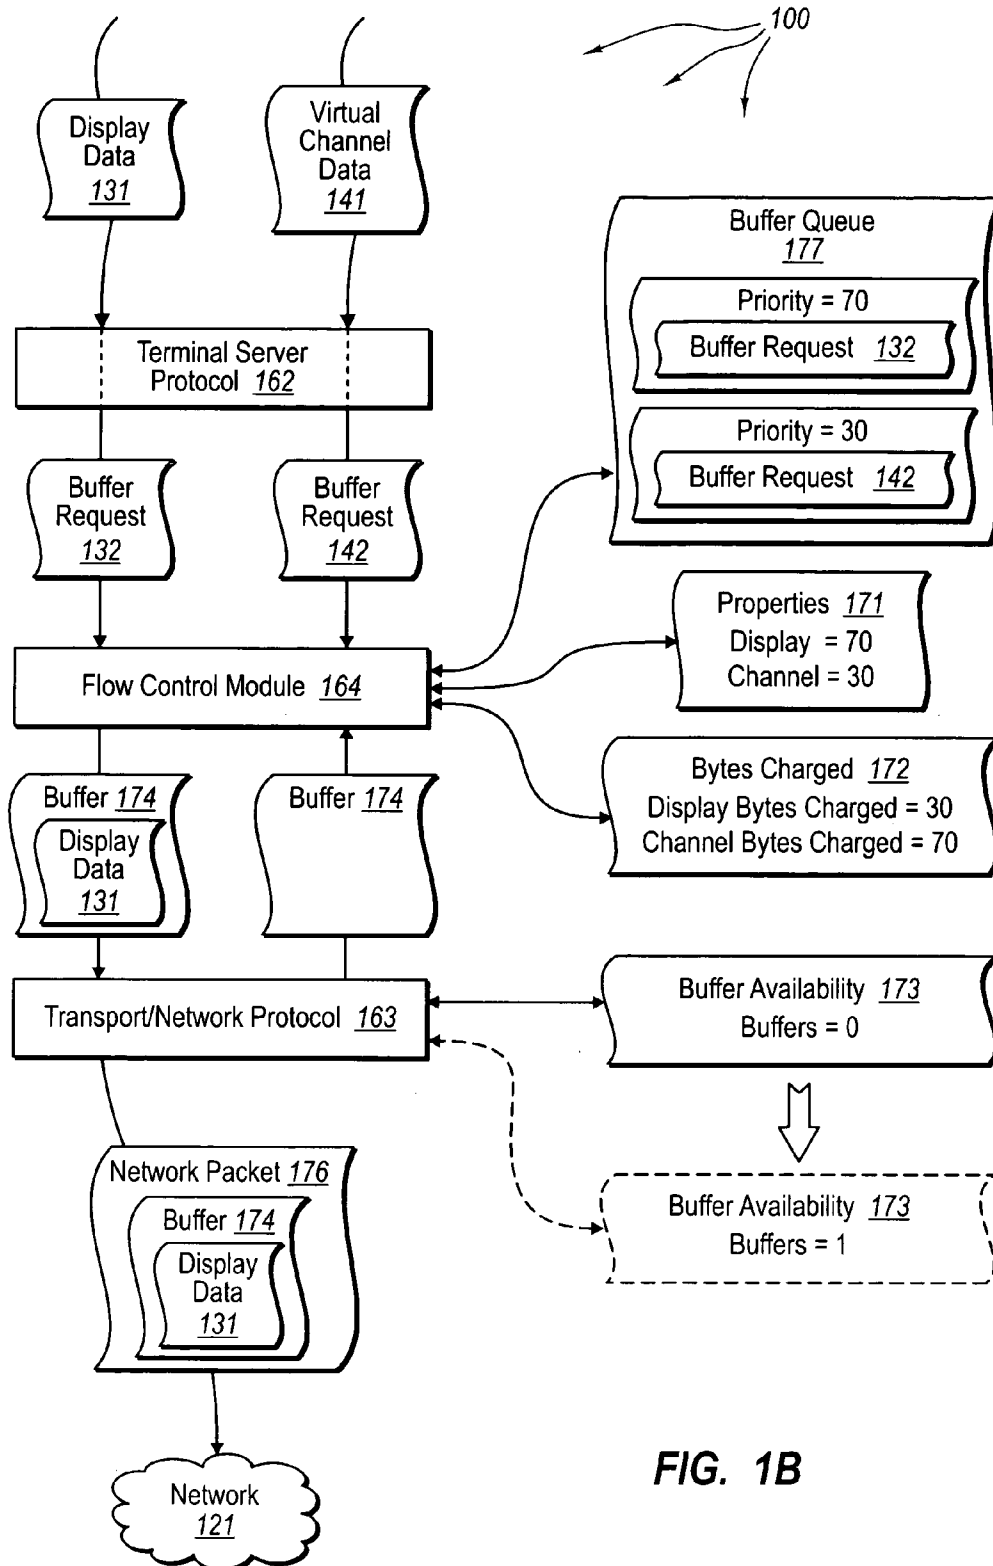 100
Display
Data
131
Virtual
Channel
Data
141
Buffer Queue
177
Priority = 70
Buffer Request 132
Priority = 30
Buffer Request 142
Terminal Server
Protocol 162
Buffer
Request
132
Buffer
Request
142
Properties 171
Display = 70
Channel = 30
Flow Control Module 164
Bytes Charged 172
Display Bytes Charged = 30
Channel Bytes Charged = 70
Buffer 174
Display
Data
131
Buffer 174
Transport/Network Protocol 163
Buffer Availability 173
Buffers = 0
Network Packet 176
Buffer 174
Display
Data
131
Buffer Availability 173
Buffers = 1
Network
121
FIG. 1B